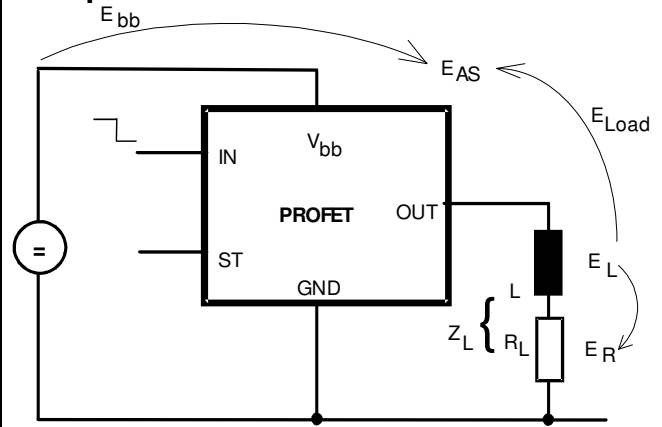 E bb
E AS
E Load
V bb
IN
PROFET
OUT
=
ST
GND
L
E L
Z L {
R L
E R